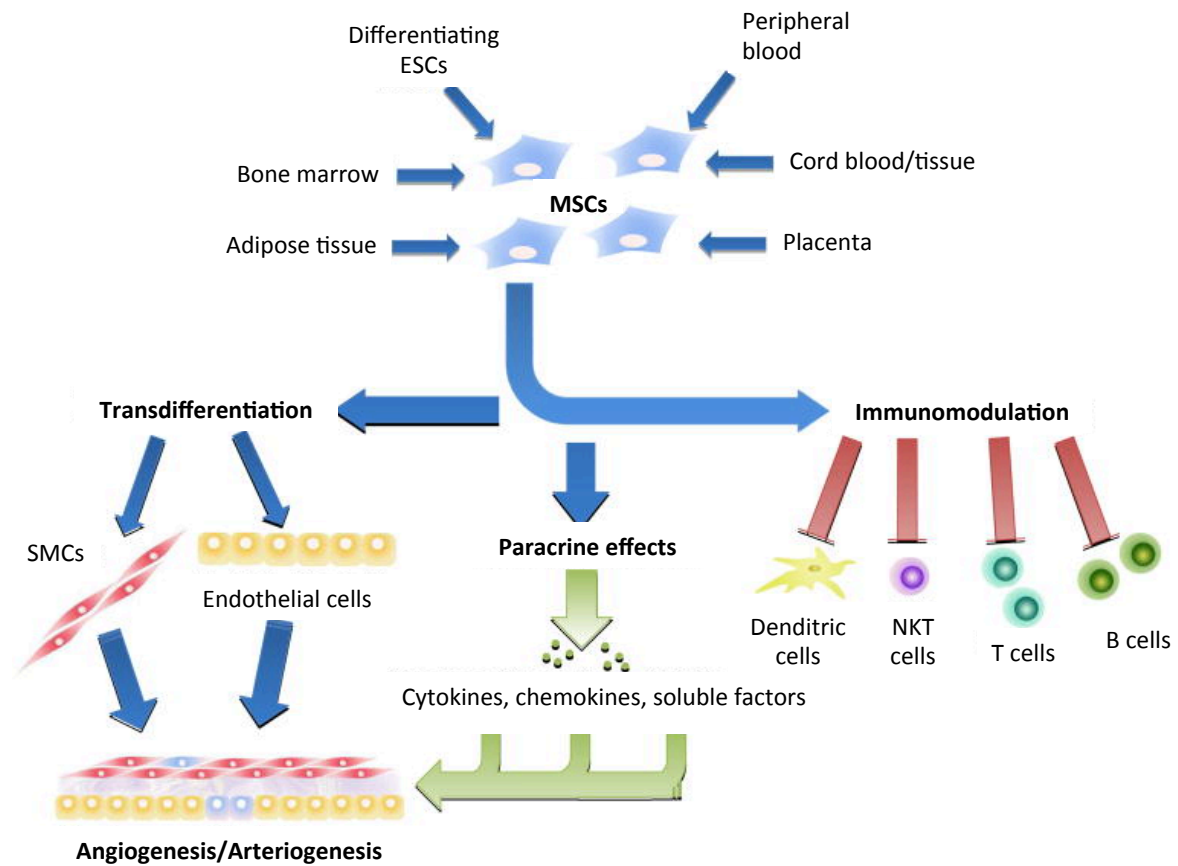 Differentiating
ESCs
Peripheral
blood
Bone marrow
Cord blood/tissue
MSCs
Adipose tissue
Placenta
Transdifferentiation
Immunomodulation
SMCs
Endothelial cells
Paracrine effects
Denditric
cells
NKT
cells
T cells
B cells
Cytokines, chemokines, soluble factors
Angiogenesis/Arteriogenesis